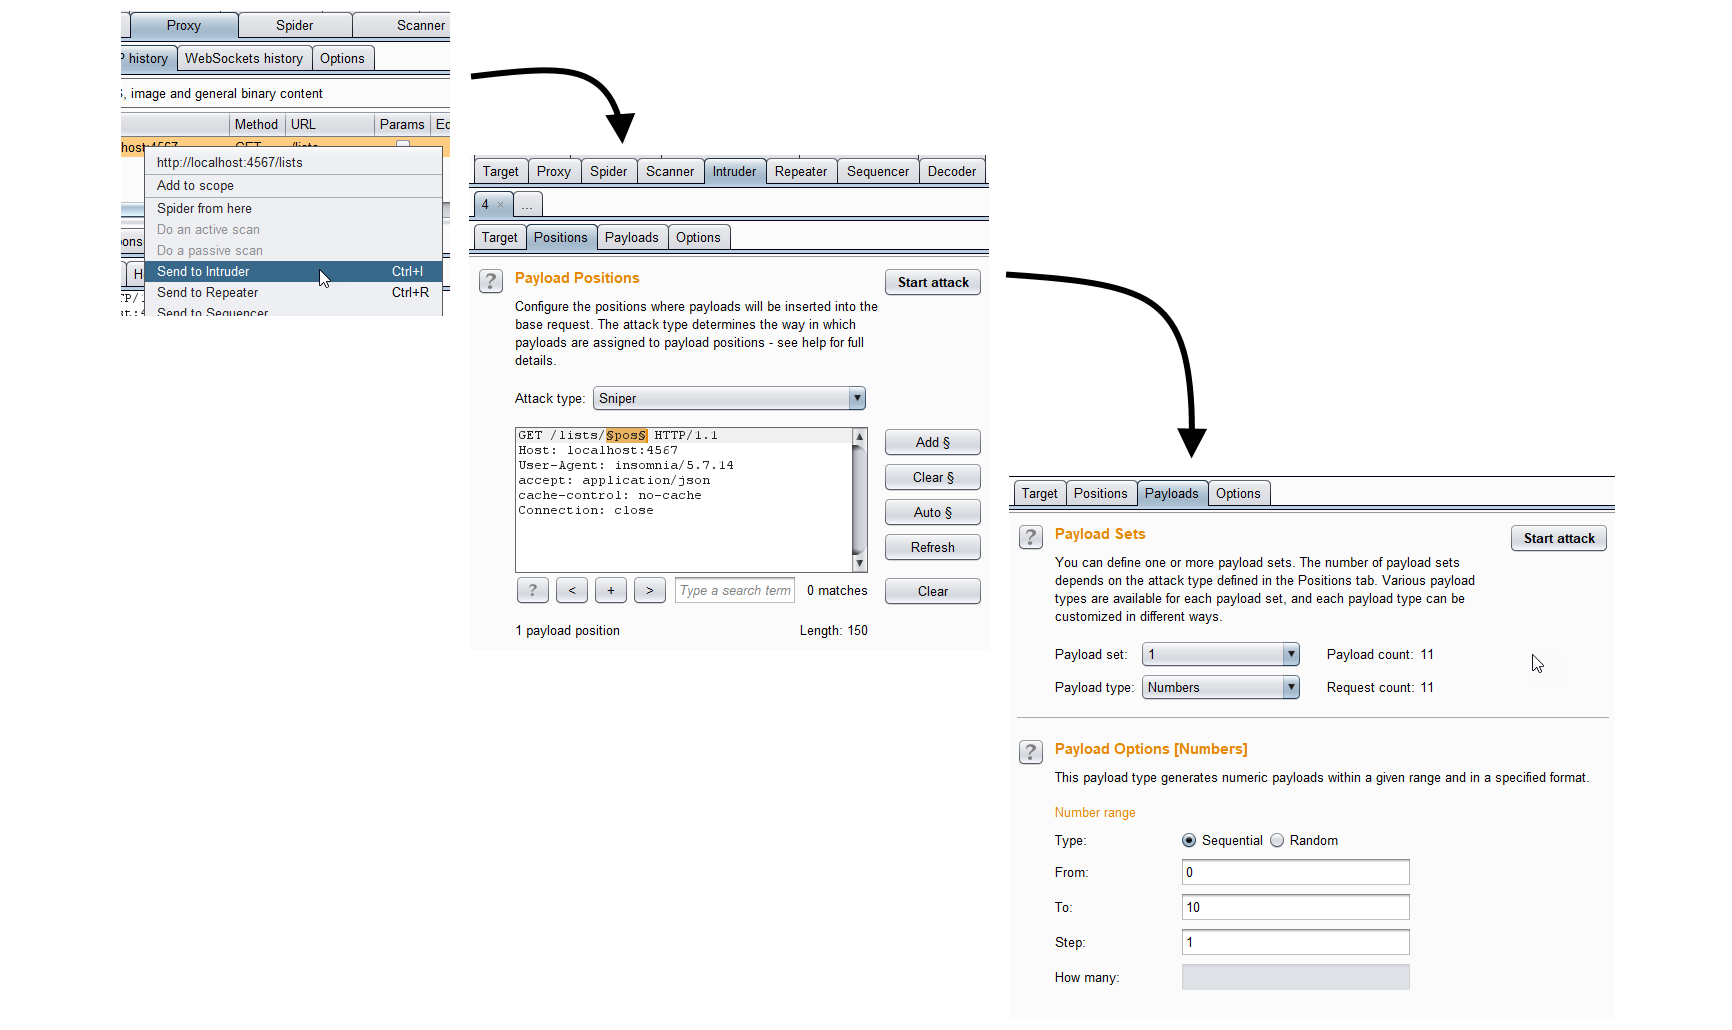 Proxy Spider Scanner
P history WebSockets history Options
, image and general binary content
Method URL Params
host:4567 GET /lists
http://localhost:4567/lists
Add to scope
Spider from here
Do an active scan
Do a passive scan
Send to Intruder Ctrl+I
Send to Repeater Ctrl+R
Send to Sequencer
Target Proxy Spider Scanner Intruder Repeater Sequencer Decoder
4 × ...
Target Positions Payloads Options
? Payload Positions Start attack
Configure the positions where payloads will be inserted into the
base request. The attack type determines the way in which
payloads are assigned to payload positions - see help for full
details.
Attack type: Sniper
GET /lists/§pos§ HTTP/1.1
Host: localhost:4567
User-Agent: insomnia/5.7.14
accept: application/json
cache-control: no-cache
Connection: close
Add §
Clear §
Auto §
Refresh
? < + > Type a search term 0 matches Clear
1 payload position Length: 150
Target Positions Payloads Options
? Payload Sets Start attack
You can define one or more payload sets. The number of payload sets
depends on the attack type defined in the Positions tab. Various payload
types are available for each payload set, and each payload type can be
customized in different ways.
Payload set: 1 Payload count: 11
Payload type: Numbers Request count: 11
? Payload Options [Numbers]
This payload type generates numeric payloads within a given range and in a specified format.
Number range
Type: Sequential Random
From: 0
To: 10
Step: 1
How many: